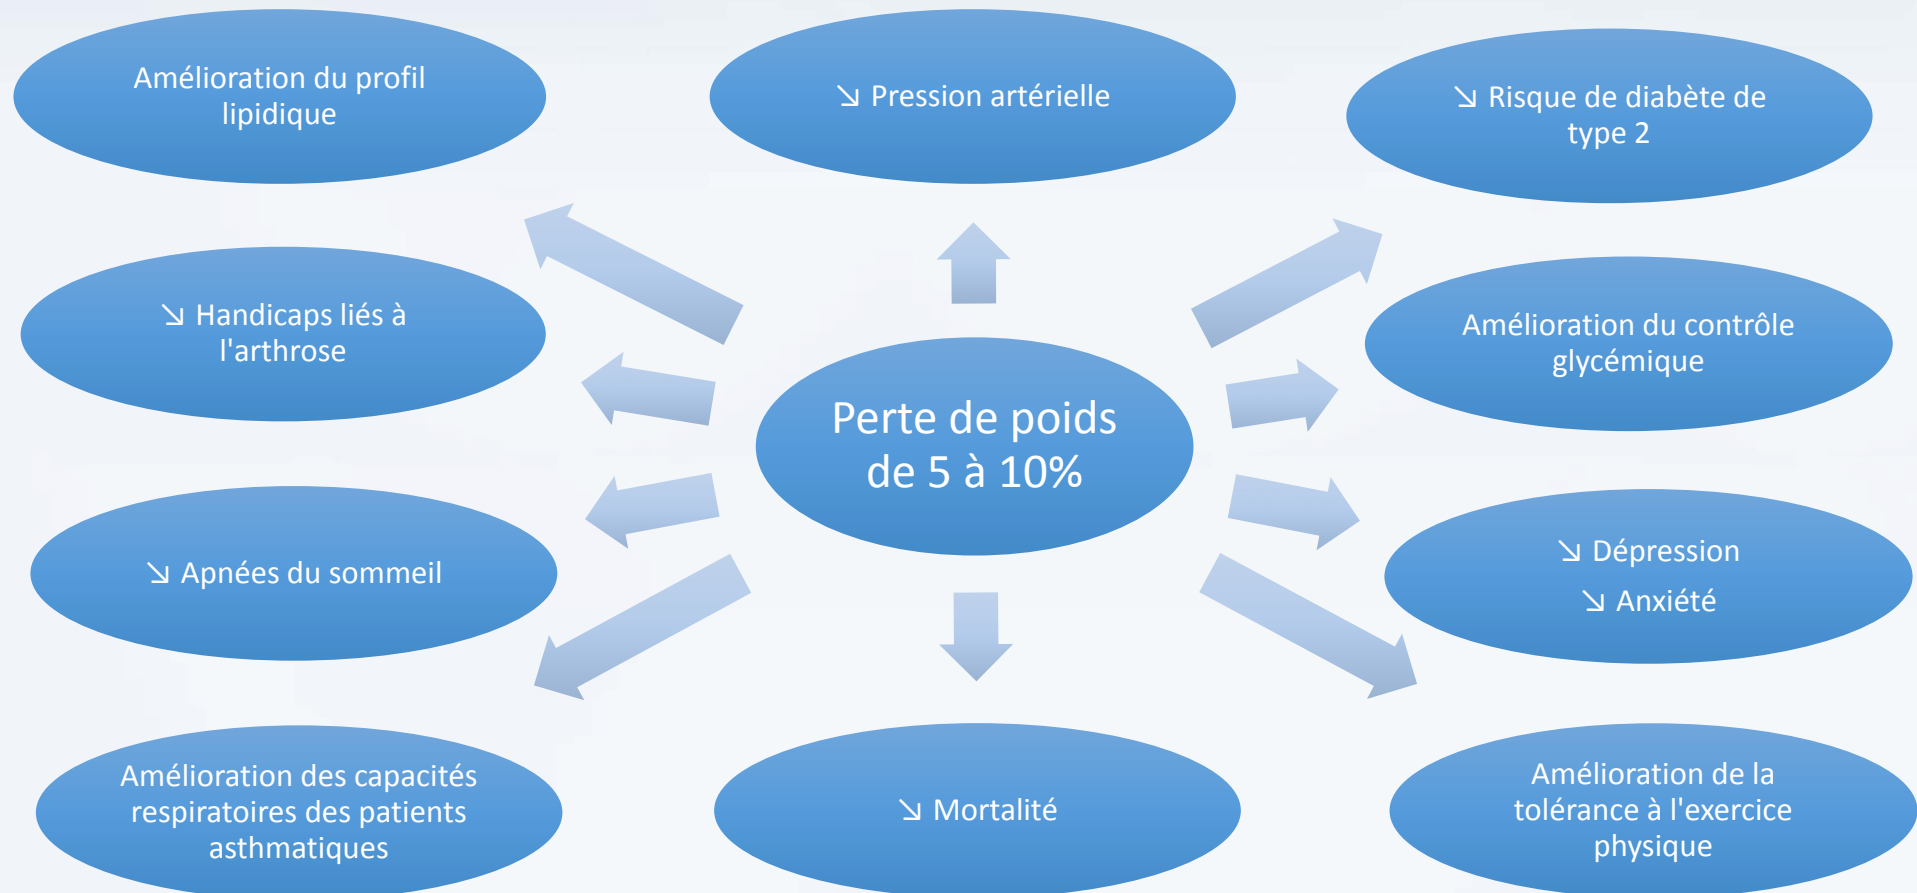 Amélioration du profil
lipidique
↘ Pression artérielle
↘ Risque de diabète de
type 2
↘ Handicaps liés à
l'arthrose
Amélioration du contrôle
glycémique
Perte de poids
de 5 à 10%
↘ Apnées du sommeil
↘ Dépression
↘ Anxiété
Amélioration des capacités
respiratoires des patients
asthmatiques
↘ Mortalité
Amélioration de la
tolérance à l'exercice
physique